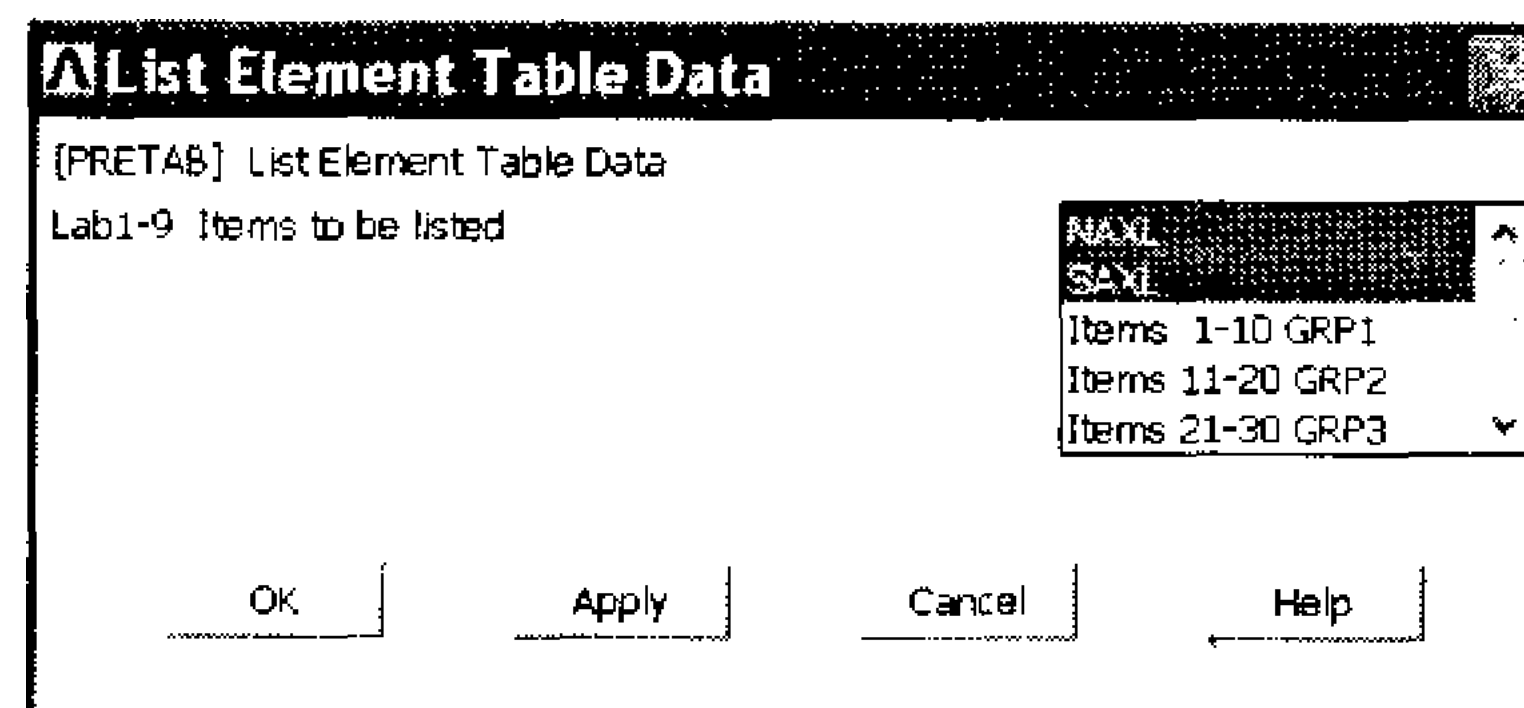 List Element Table Data
[PRETAB] List Element Table Data
Lab1-9 Items to be listed
NAXL
SAXL
Items 1-10 GRP1
Items 11-20 GRP2
Items 21-30 GRP3
OK Apply Cancel Help